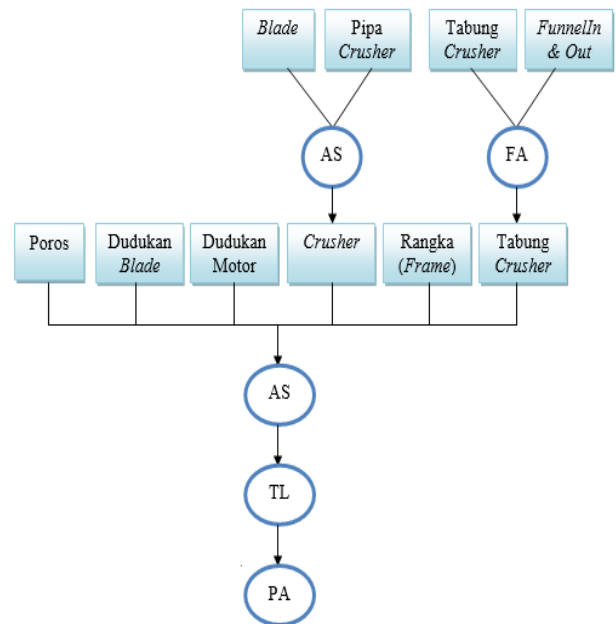 Blade
Pipa
Crusher
Tabung
Crusher
FunnelIn
& Out
AS
FA
Poros
Dudukan
Blade
Dudukan
Motor
Crusher
Rangka
(Frame)
Tabung
Crusher
AS
TL
PA